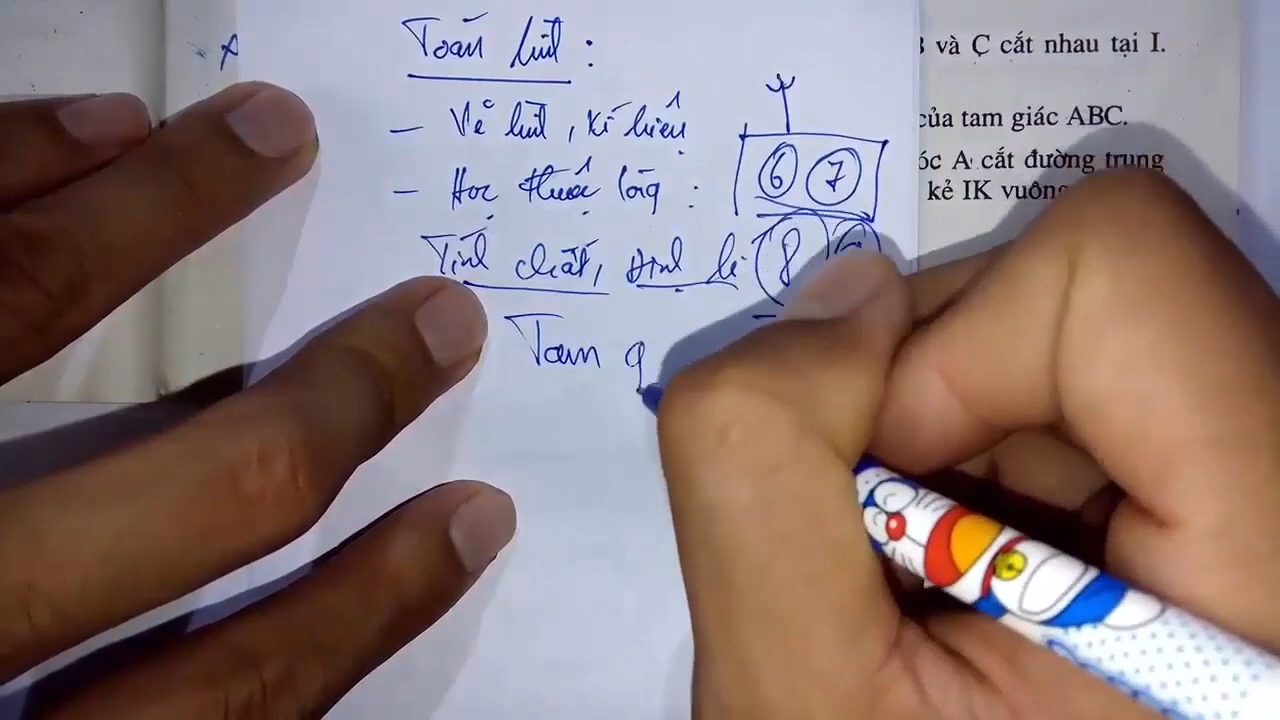 Toán hình :
- Vẽ hình, kí hiệu
- Học thuộc lòng :
6 7
Tính chất, định lí
8
Tam g
B và C cắt nhau tại I.
của tam giác ABC.
óc A cắt đường trung
kẻ IK vuông